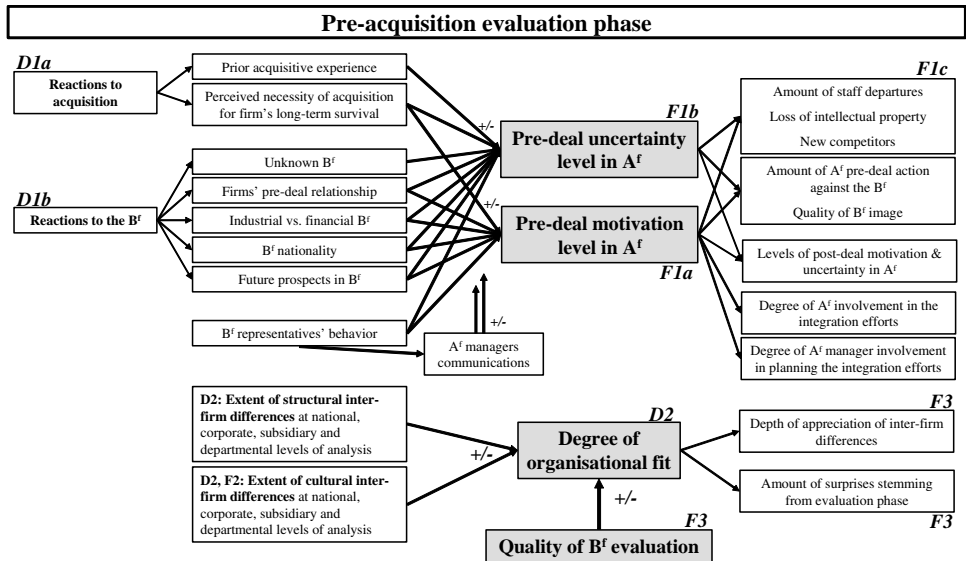 Pre-acquisition evaluation phase
D1a
Reactions to
acquisition
Prior acquisitive experience
Perceived necessity of acquisition
for firm's long-term survival
D1b
Reactions to the Bᶠ
Unknown Bᶠ
Firms' pre-deal relationship
Industrial vs. financial Bᶠ
Bᶠ nationality
Future prospects in Bᶠ
Bᶠ representatives' behavior
Aᶠ managers
communications
+/-
+/-
+/-
F1b
Pre-deal uncertainty
level in Aᶠ
Pre-deal motivation
level in Aᶠ
F1a
F1c
Amount of staff departures
Loss of intellectual property
New competitors
Amount of Aᶠ pre-deal action
against the Bᶠ
Quality of Bᶠ image
Levels of post-deal motivation &
uncertainty in Aᶠ
Degree of Aᶠ involvement in the
integration efforts
Degree of Aᶠ manager involvement
in planning the integration efforts
D2: Extent of structural inter-
firm differences at national,
corporate, subsidiary and
departmental levels of analysis
D2, F2: Extent of cultural inter-
firm differences at national,
corporate, subsidiary and
departmental levels of analysis
+/-
D2
Degree of
organisational fit
+/-
F3
Quality of Bᶠ evaluation
F3
Depth of appreciation of inter-firm
differences
Amount of surprises stemming
from evaluation phase
F3